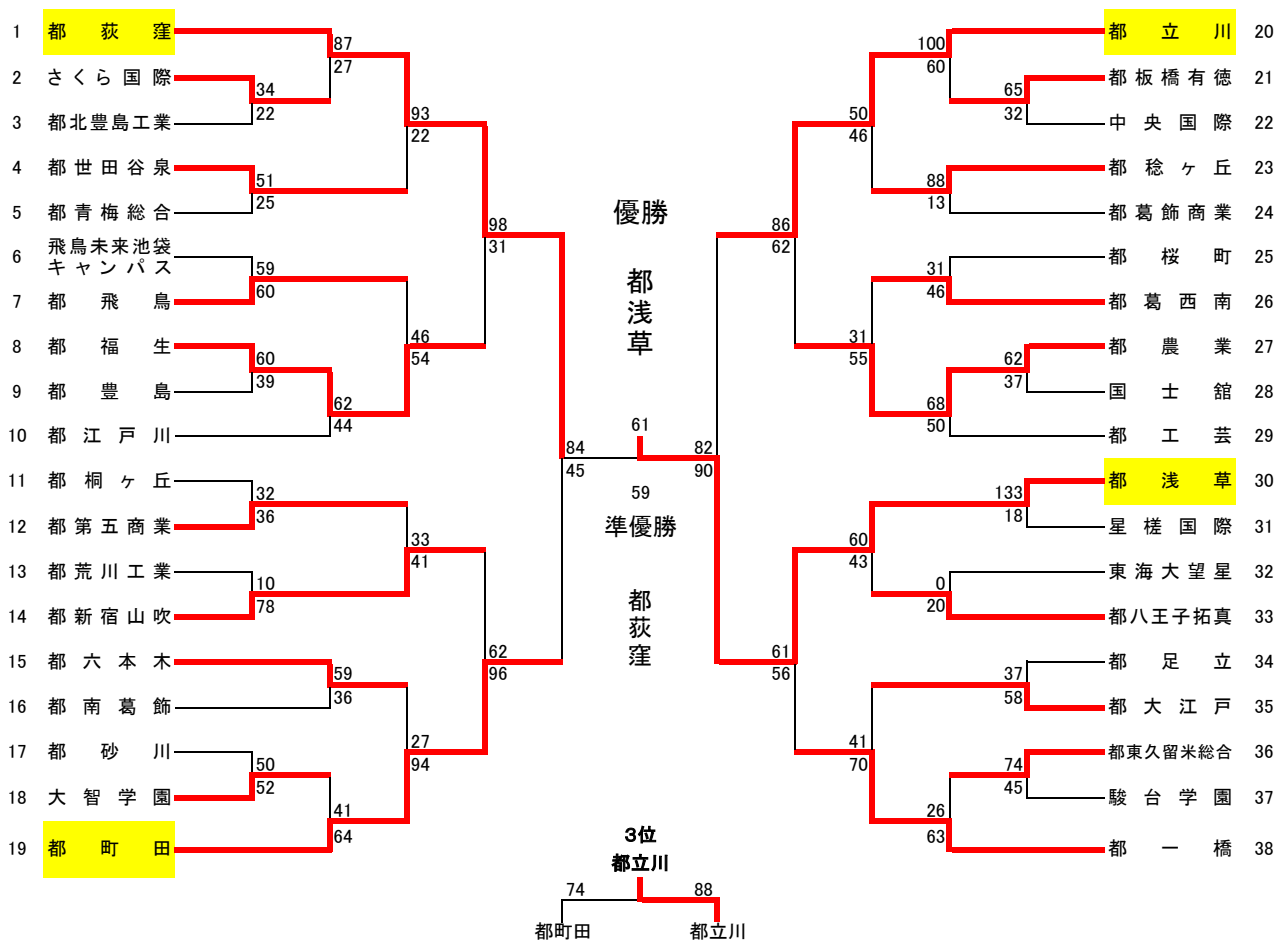 1 都荻窪
2 さくら国際
3 都北豊島工業
4 都世田谷泉
5 都青梅総合
6 飛鳥未来池袋
キャンパス
7 都飛鳥
8 都福生
9 都豊島
10 都江戸川
11 都桐ヶ丘
12 都第五商業
13 都荒川工業
14 都新宿山吹
15 都六本木
16 都南葛飾
17 都砂川
18 大智学園
19 都町田
87
27
34
22
93
22
51
25
98
31
59
60
46
54
60
39
62
44
84
45
32
36
33
41
10
78
62
96
59
36
27
94
50
52
41
64
優勝
都浅草
61
59
準優勝
都荻窪
100
60
65
32
50
46
88
13
86
62
31
46
31
55
62
37
68
50
82
90
133
18
60
43
0
20
61
56
37
58
41
70
74
45
26
63
都立川 20
都板橋有徳 21
中央国際 22
都稔ヶ丘 23
都葛飾商業 24
都桜町 25
都葛西南 26
都農業 27
国士舘 28
都工芸 29
都浅草 30
星槎国際 31
東海大望星 32
都八王子拓真 33
都足立 34
都大江戸 35
都東久留米総合 36
駿台学園 37
都一橋 38
3位
都立川
74 88
都町田 都立川